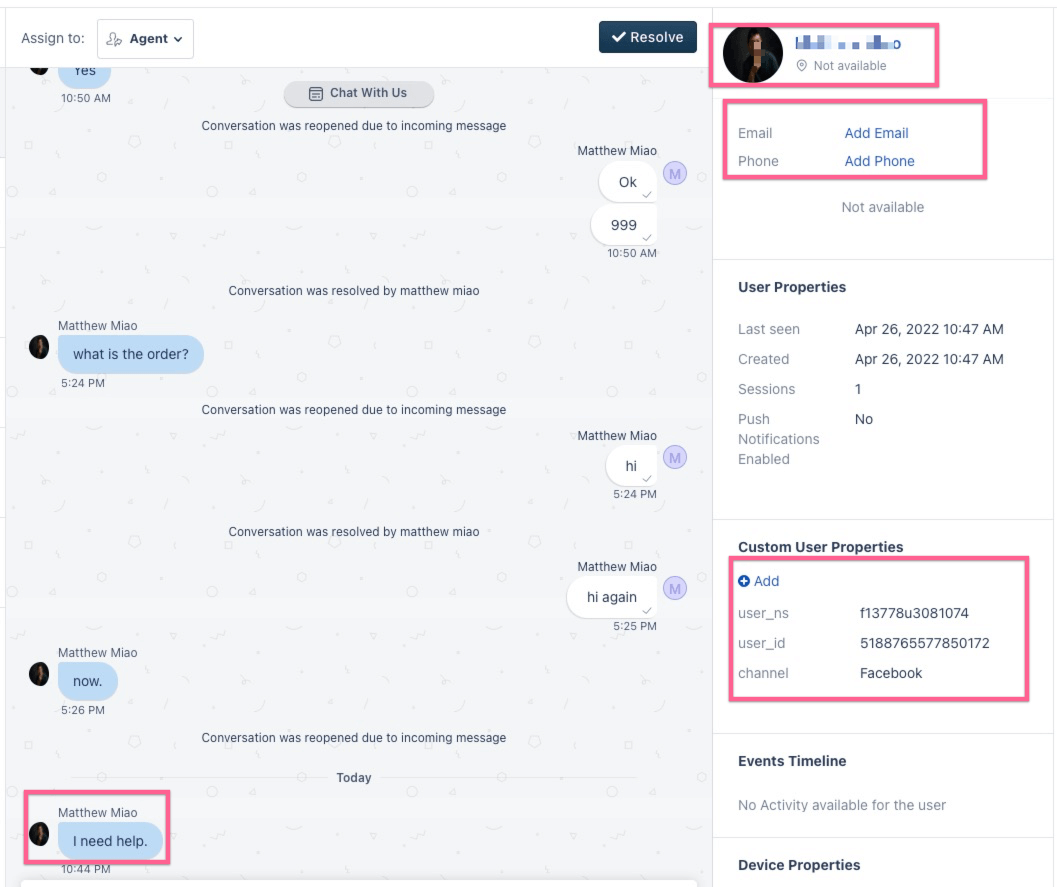 Assign to:
Agent
Resolve
Yes
10:50 AM
Chat With Us
Conversation was reopened due to incoming message
Matthew Miao
M
Ok
999
10:50 AM
Conversation was resolved by matthew miao
Matthew Miao
what is the order?
5:24 PM
Conversation was reopened due to incoming message
Matthew Miao
M
hi
5:24 PM
Conversation was resolved by matthew miao
Matthew Miao
M
hi again
5:25 PM
Matthew Miao
now.
5:26 PM
Conversation was reopened due to incoming message
Today
Matthew Miao
I need help.
10:44 PM
Not available
Email Add Email
Phone Add Phone
Not available
User Properties
Last seen Apr 26, 2022 10:47 AM
Created Apr 26, 2022 10:47 AM
Sessions 1
Push No
Notifications
Enabled
Custom User Properties
Add
user_ns f13778u3081074
user_id 5188765577850172
channel Facebook
Events Timeline
No Activity available for the user
Device Properties